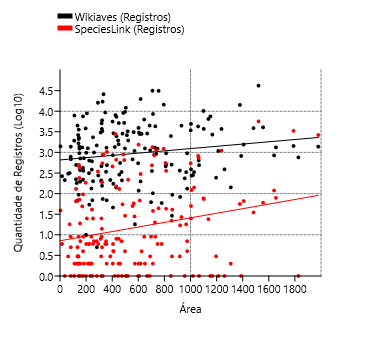 Wikiaves (Registros)
SpeciesLink (Registros)
Quantidade de Registros (Log10)
4.5
4.0
3.5
3.0
2.5
2.0
1.5
1.0
0.5
0.0
0 200 400 600 800 1000 1200 1400 1600 1800
Área